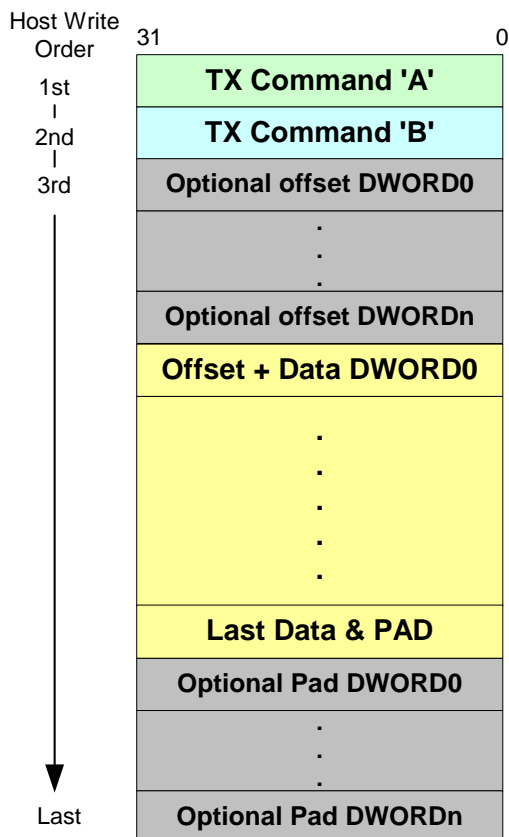 Host Write
Order
31 0
1st
TX Command 'A'
2nd
TX Command 'B'
3rd
Optional offset DWORD0
.
.
.
Optional offset DWORDn
Offset + Data DWORD0
.
.
.
.
.
Last Data & PAD
Optional Pad DWORD0
.
.
.
Last
Optional Pad DWORDn